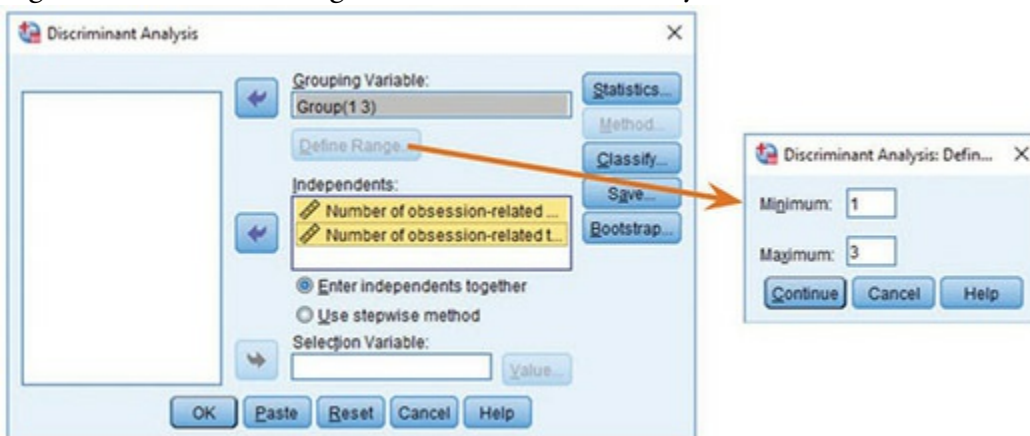 Discriminant Analysis
Grouping Variable:
Group(1 3)
Define Range...
Independents:
Number of obsession-related ...
Number of obsession-related t...
Enter independents together
Use stepwise method
Selection Variable:
Value...
Statistics...
Method...
Classify...
Save...
Bootstrap...
OK Paste Reset Cancel Help
Discriminant Analysis: Defin...
Minimum: 1
Maximum: 3
Continue Cancel Help